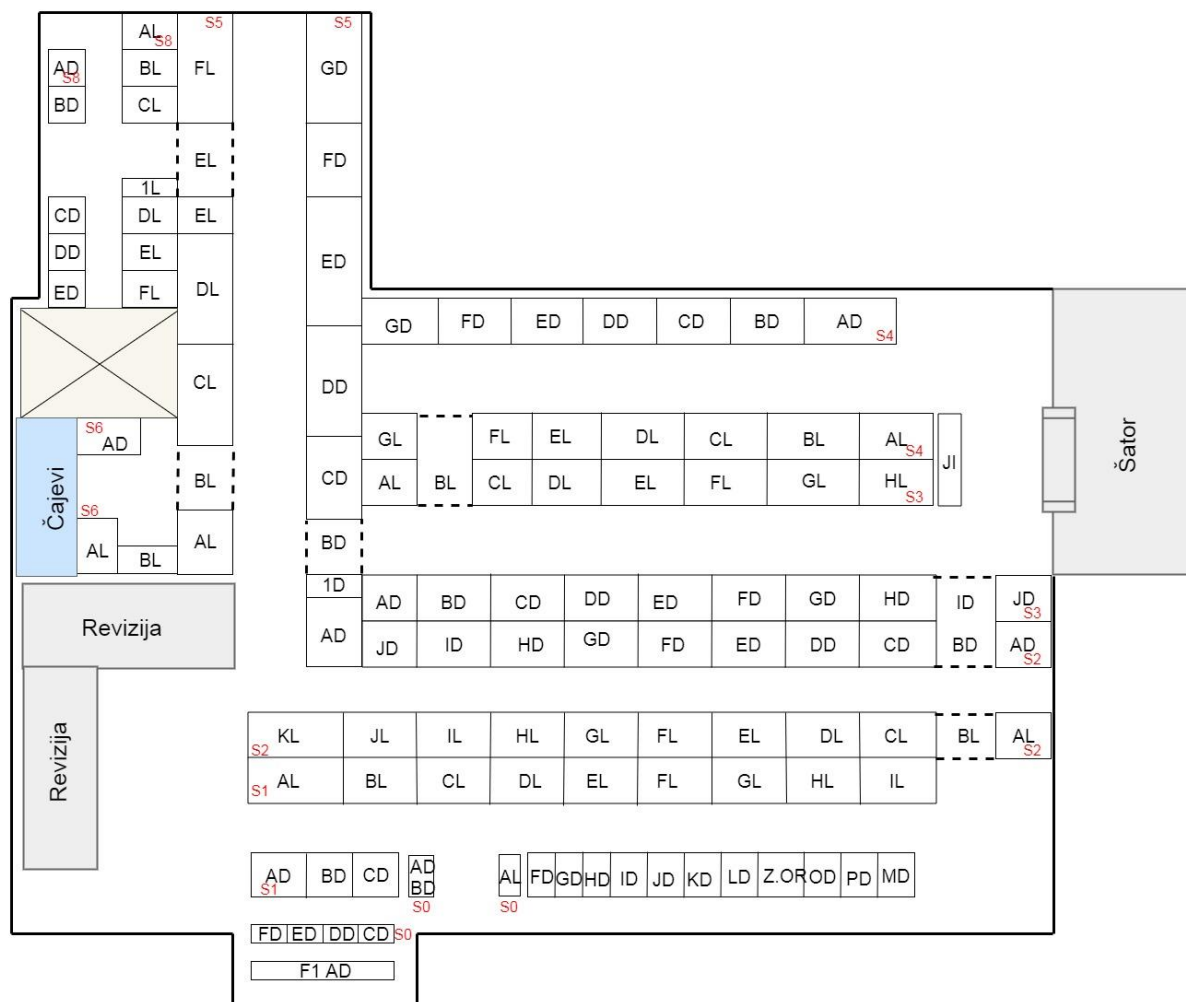 AL S8 S5 S5
AD S8 BL FL GD
BD CL
EL FD
1L
CD DL EL
DD EL ED
ED FL DL
GD FD ED DD CD BD AD S4
CL DD
S6 AD
GL FL EL DL CL BL AL S4
Čajevi BL CD AL BL CL DL EL FL GL HL S3 JI Šator
S6
AL BL AL BD
1D AD BD CD DD ED FD GD HD ID JD S3
Revizija AD JD ID HD GD FD ED DD CD BD AD S2
Revizija
S2 KL JL IL HL GL FL EL DL CL BL AL S2
S1 AL BL CL DL EL FL GL HL IL
AD S1 BD CD AD BD S0 AL S0 FD GD HD ID JD KD LD Z.OR OD PD MD
FD ED DD CD S0
F1 AD